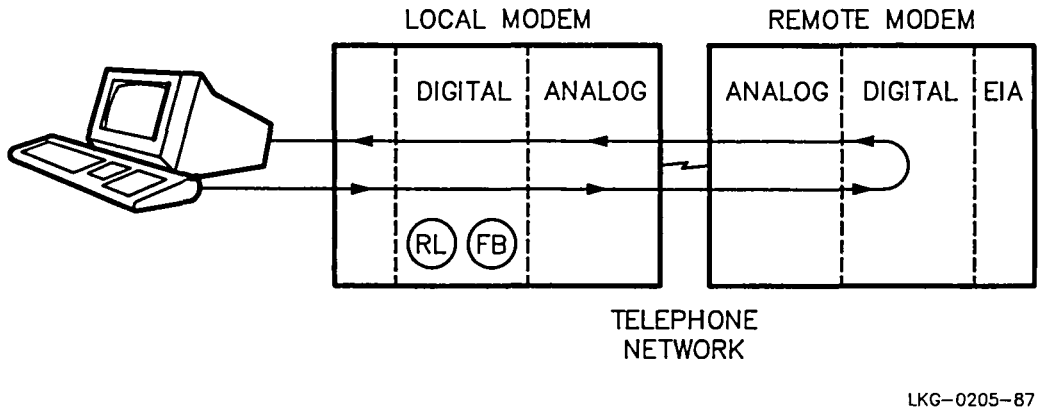 LOCAL MODEM
REMOTE MODEM
DIGITAL
ANALOG
ANALOG
DIGITAL
EIA
RL
FB
TELEPHONE
NETWORK
LKG-0205-87